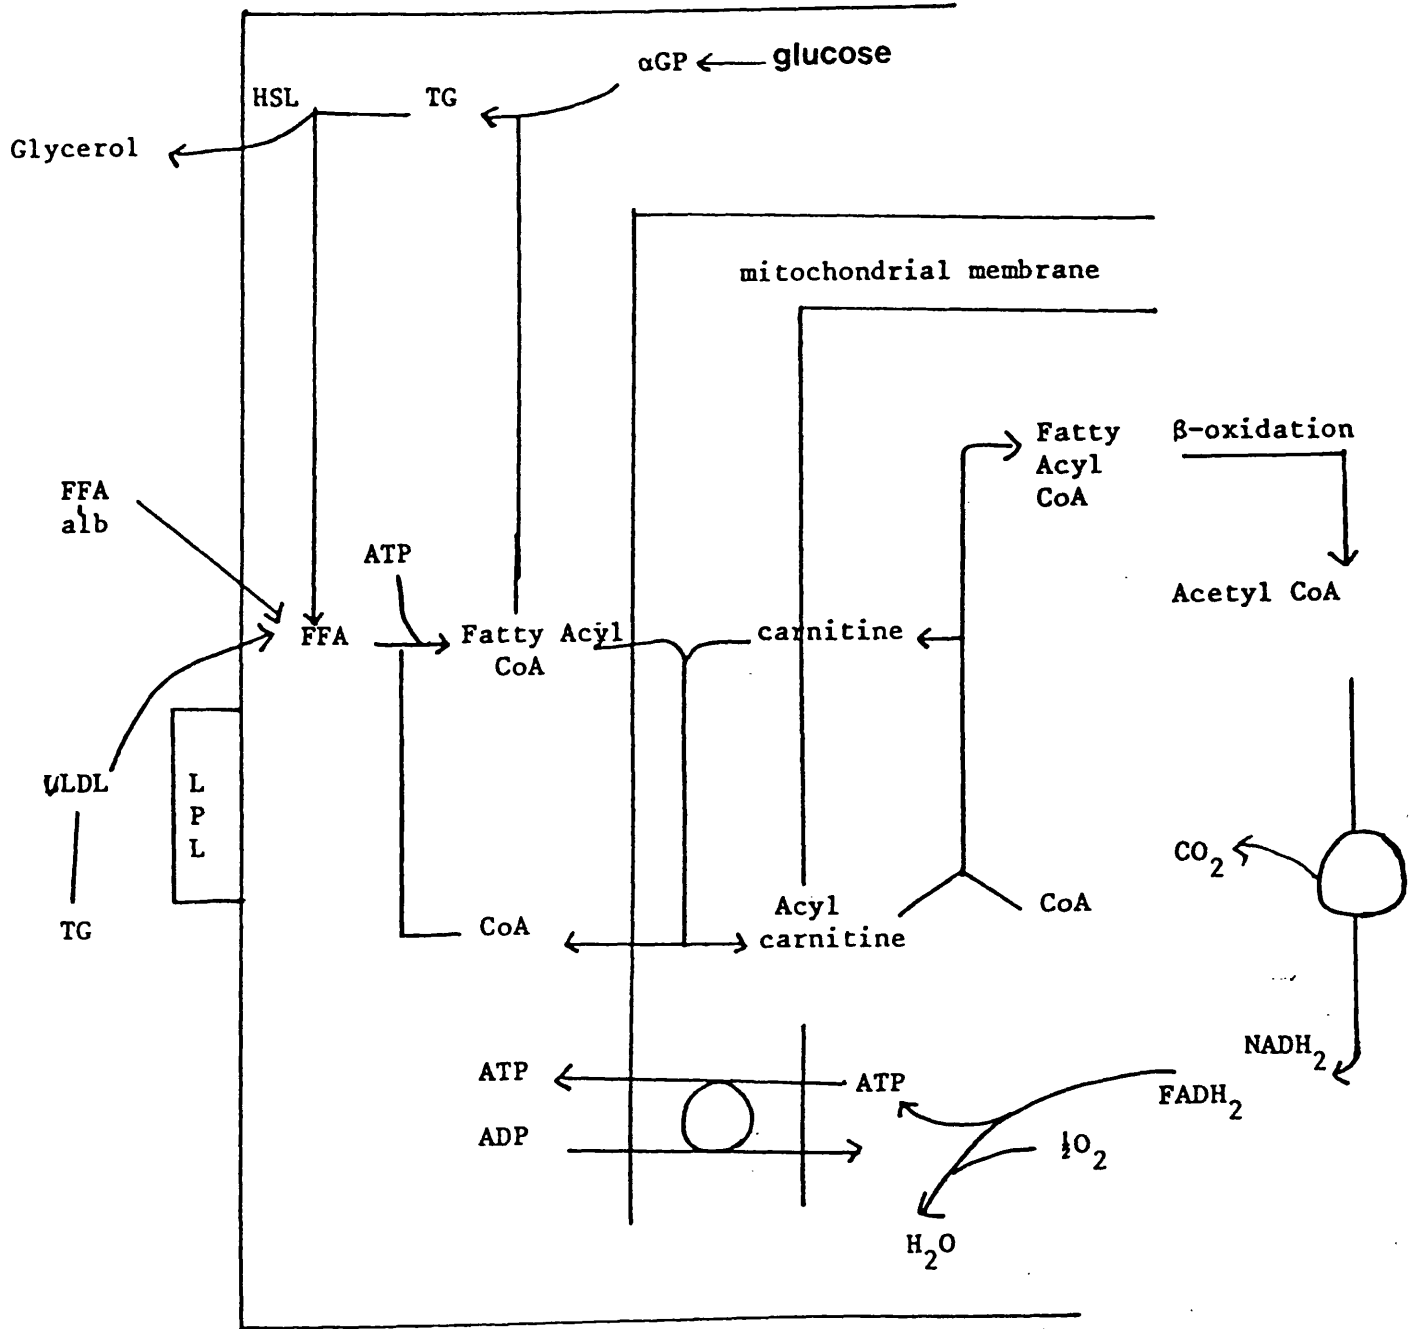 αGP glucose
HSL TG
Glycerol
mitochondrial membrane
Fatty
Acyl
CoA
β-oxidation
FFA
alb
ATP
Acetyl CoA
FFA
Fatty Acyl
CoA
carnitine
VLDL
L
P
L
TG
CO2
CoA
Acyl
carnitine
CoA
NADH2
ATP
ATP
FADH2
ADP
½O2
H2O